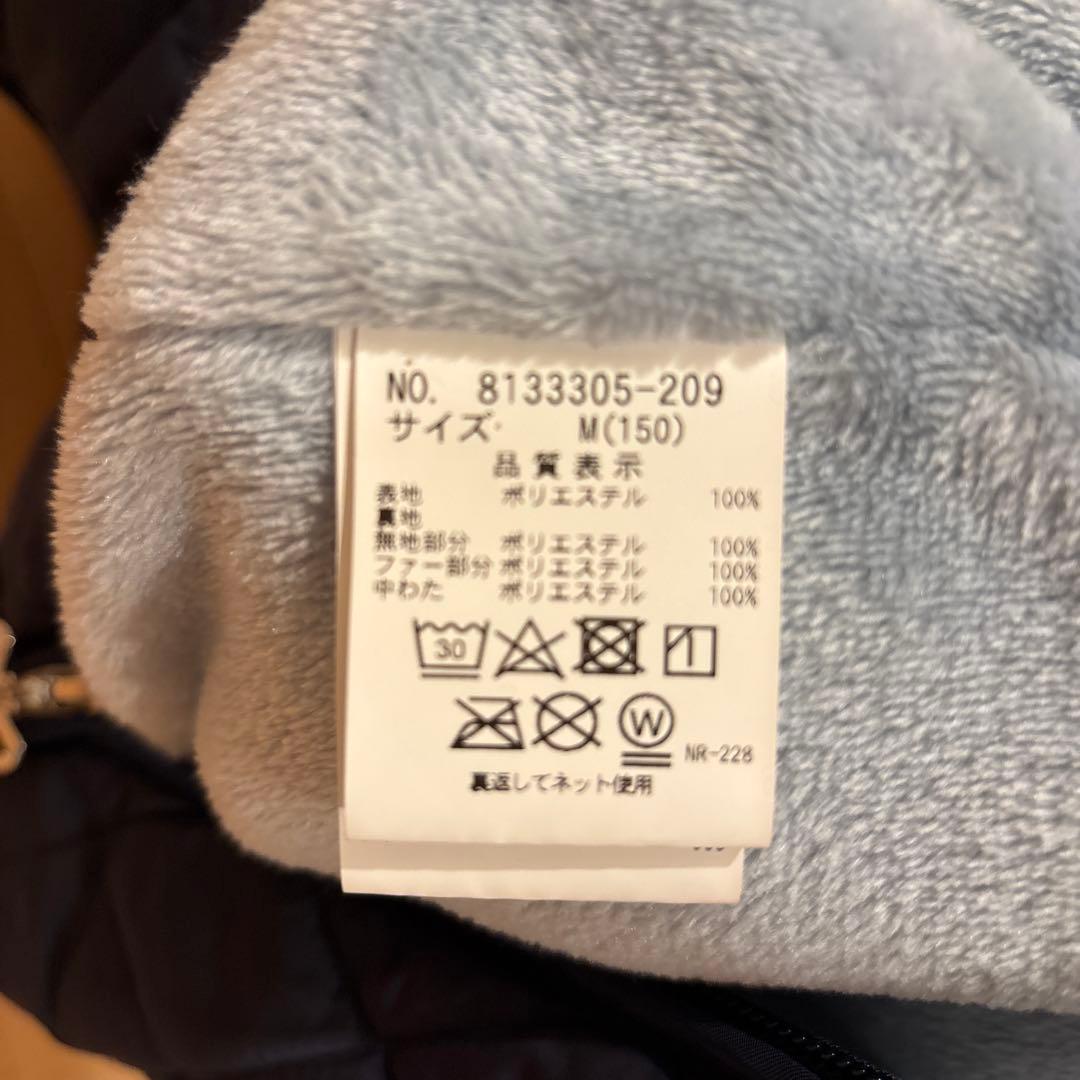 NO. 8133305-209
サイズ M(150)
品質表示
表地 ポリエステル 100%
裏地
無地部分 ポリエステル 100%
ファー部分 ポリエステル 100%
中わた ポリエステル 100%
30
W NR-228
裏返してネット使用